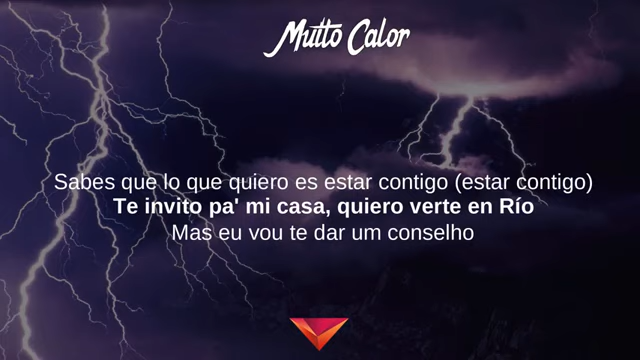 Muito Calor
Sabes que lo que quiero es estar contigo (estar contigo)
Te invito pa' mi casa, quiero verte en Río
Mas eu vou te dar um conselho